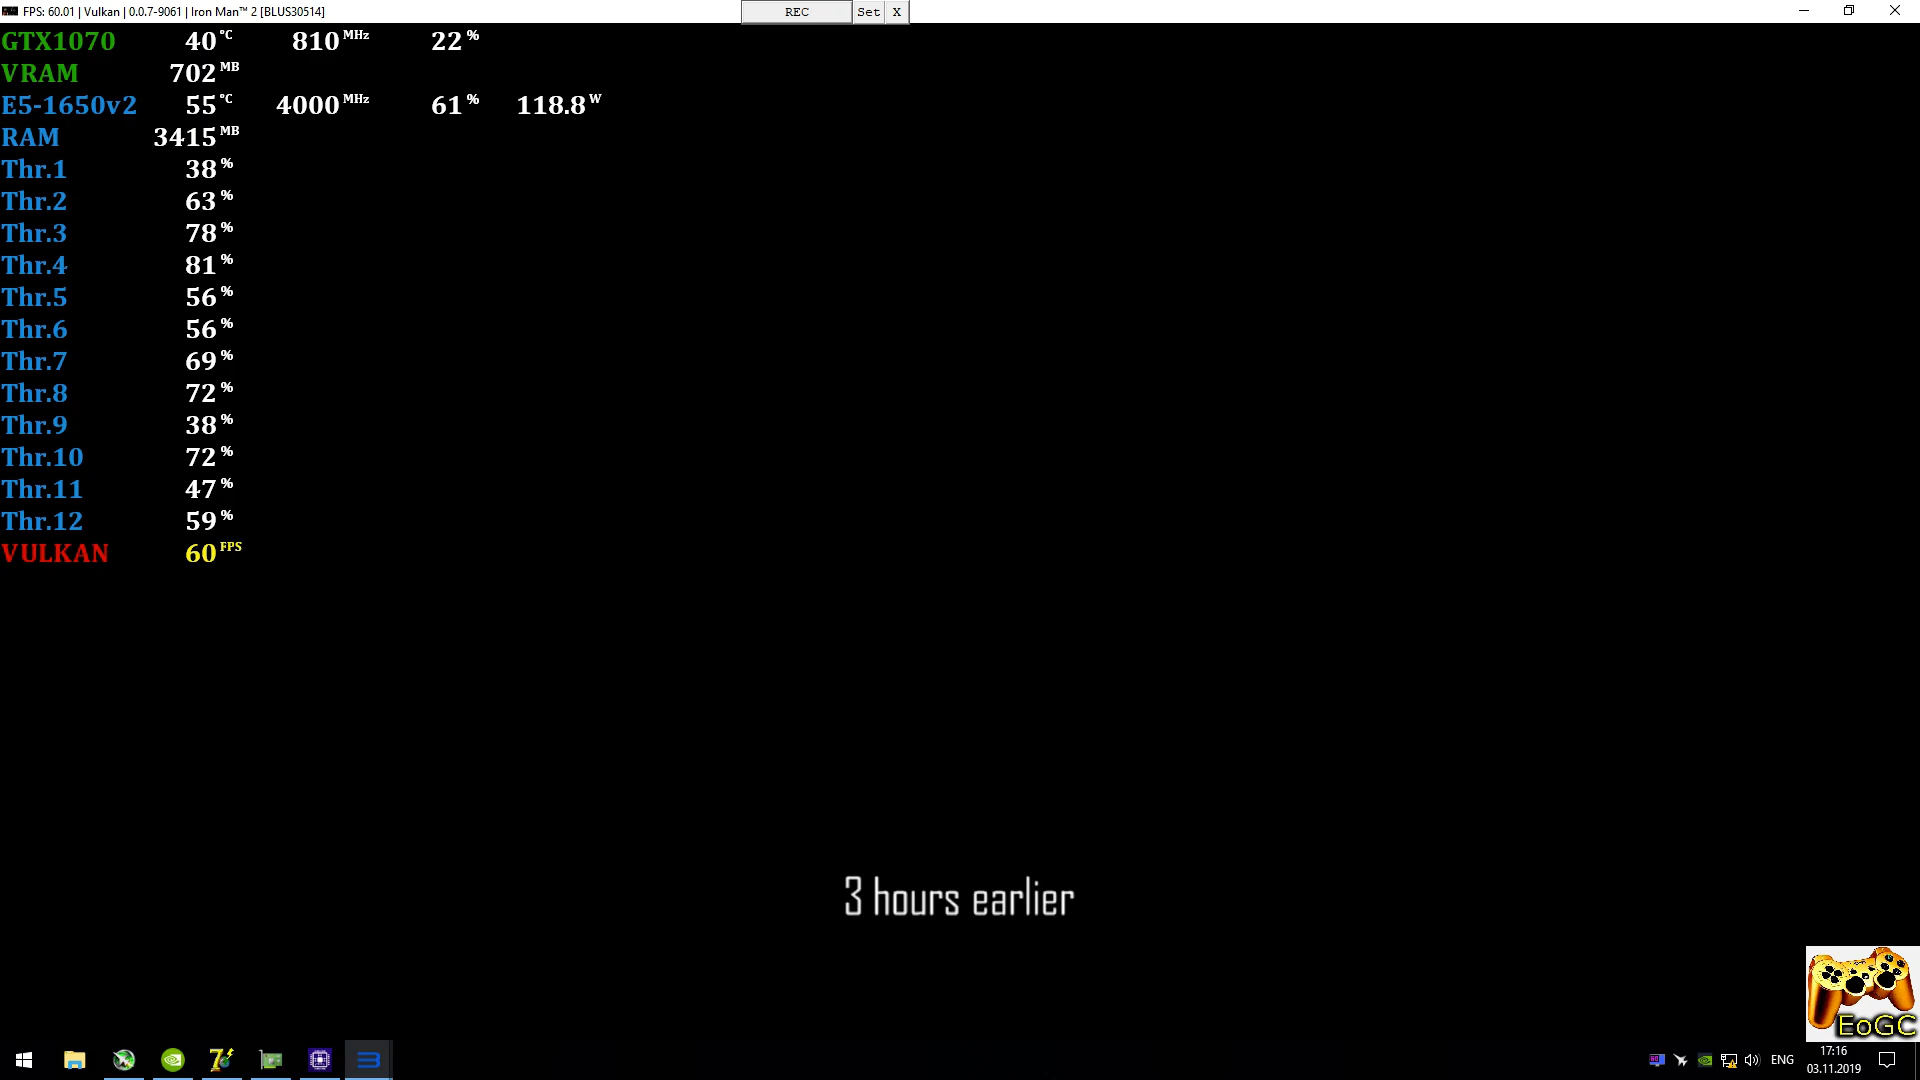 FPS: 60.01 | Vulkan | 0.0.7-9061 | Iron Man™ 2 [BLUS30514]
REC Set X
GTX1070 40 °C 810 MHz 22 %
VRAM 702 MB
E5-1650v2 55 °C 4000 MHz 61 % 118.8 W
RAM 3415 MB
Thr.1 38 %
Thr.2 63 %
Thr.3 78 %
Thr.4 81 %
Thr.5 56 %
Thr.6 56 %
Thr.7 69 %
Thr.8 72 %
Thr.9 38 %
Thr.10 72 %
Thr.11 47 %
Thr.12 59 %
VULKAN 60 FPS
3 hours earlier
EoGC
ENG
17:16
03.11.2019